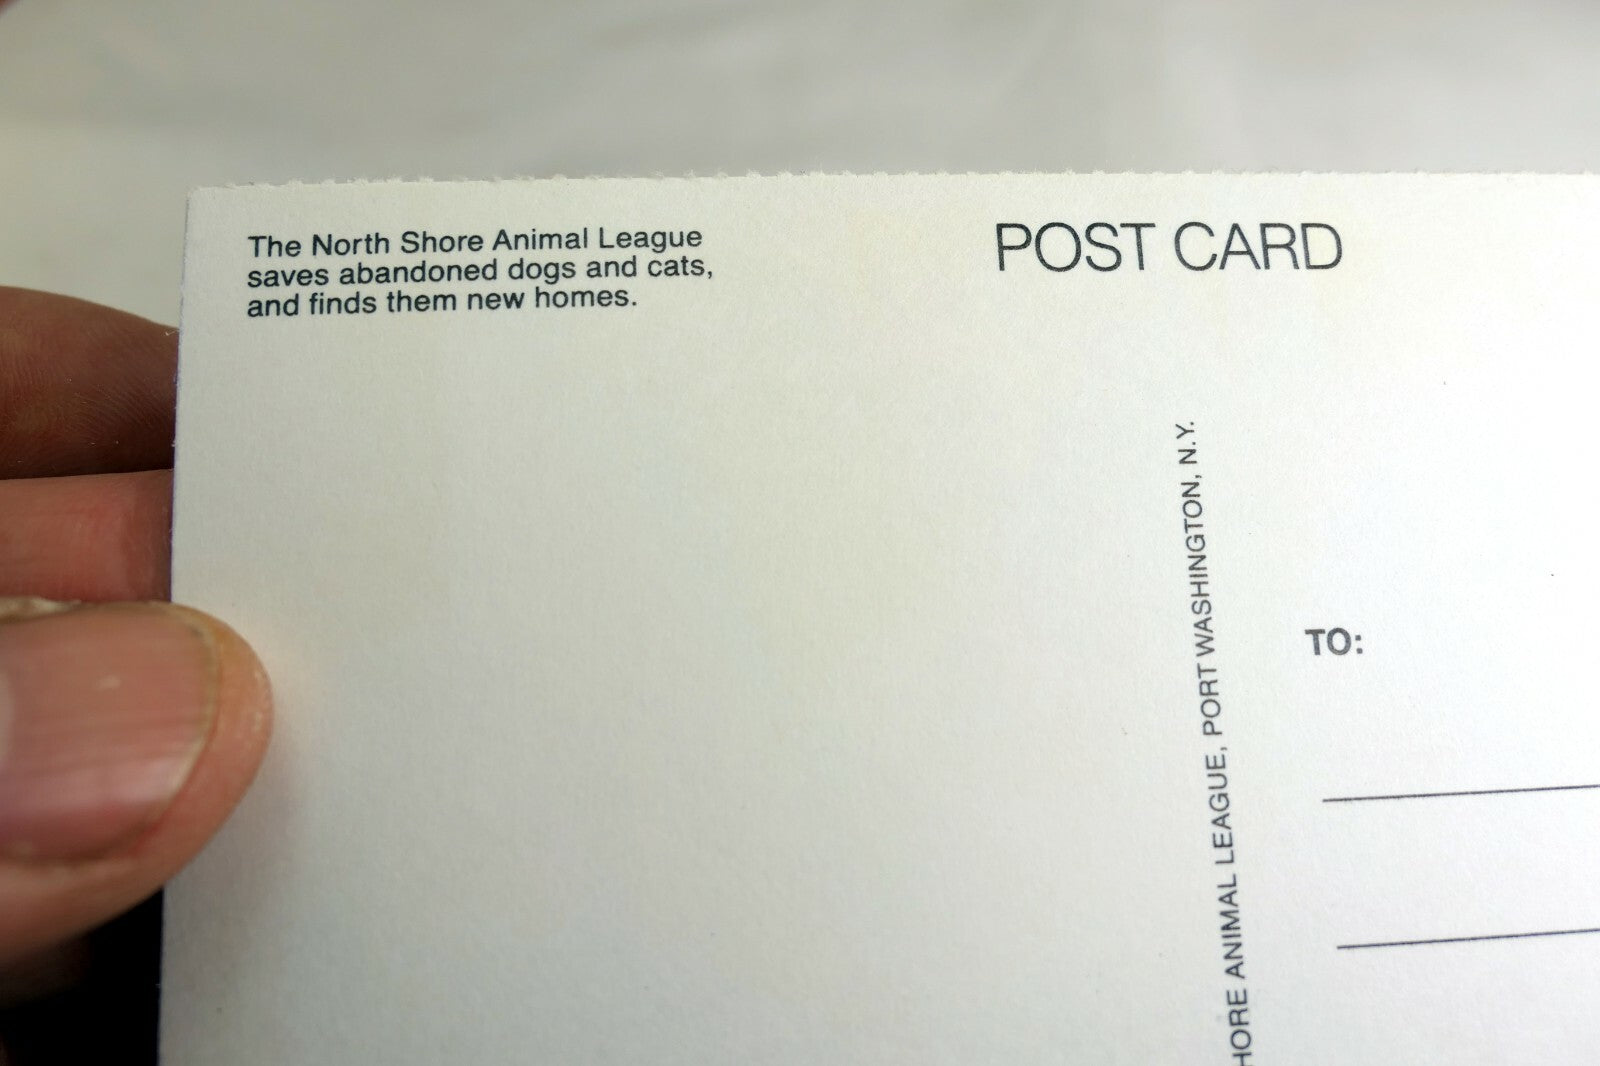 The North Shore Animal League
saves abandoned dogs and cats,
and finds them new homes.
POST CARD
HORE ANIMAL LEAGUE, PORT WASHINGTON, N.Y.
TO: